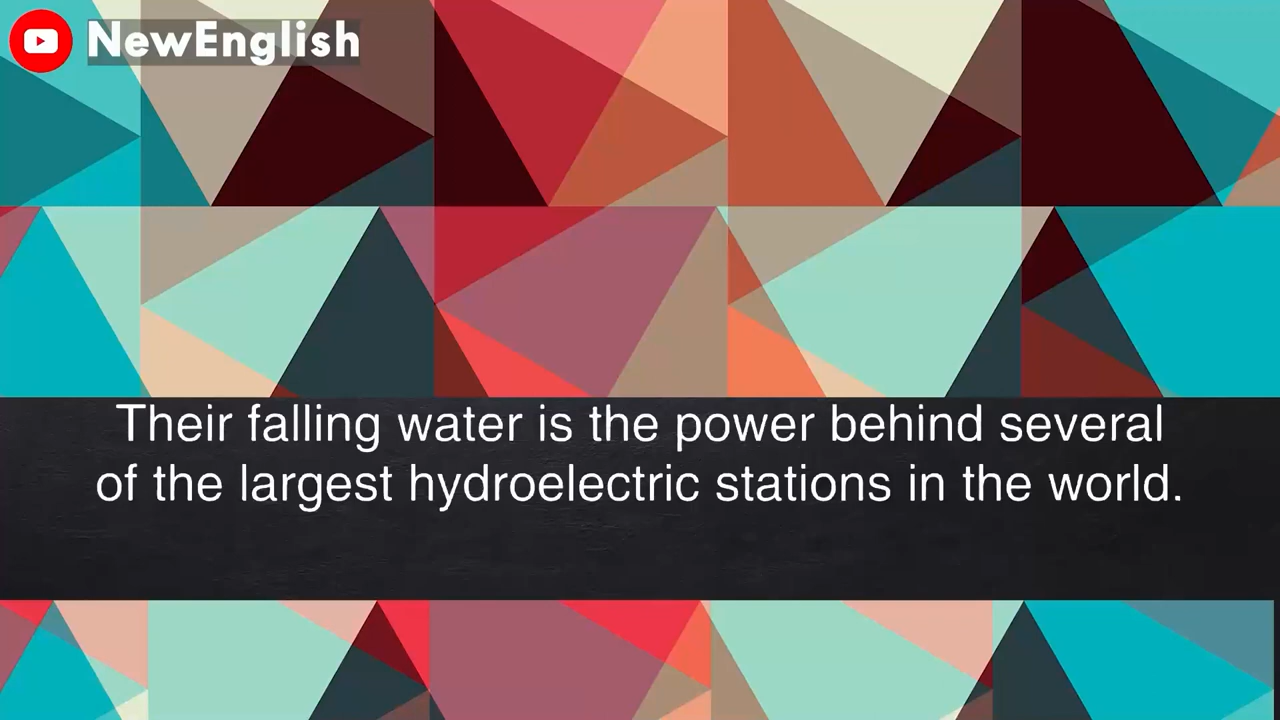 NewEnglish
Their falling water is the power behind several
of the largest hydroelectric stations in the world.